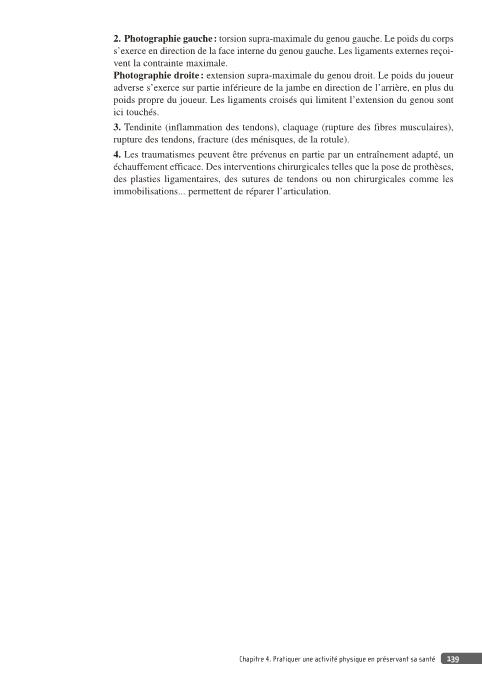 2. Photographie gauche : torsion supra-maximale du genou gauche. Le poids du corps
s’exerce en direction de la face interne du genou gauche. Les ligaments externes reçoi-
vent la contrainte maximale.
Photographie droite : extension supra-maximale du genou droit. Le poids du joueur
adverse s’exerce sur partie inférieure de la jambe en direction de l’arrière, en plus du
poids propre du joueur. Les ligaments croisés qui limitent l’extension du genou sont
ici touchés.
3. Tendinite (inflammation des tendons), claquage (rupture des fibres musculaires),
rupture des tendons, fracture (des ménisques, de la rotule).
4. Les traumatismes peuvent être prévenus en partie par un entraînement adapté, un
échauffement efficace. Des interventions chirurgicales telles que la pose de prothèses,
des plasties ligamentaires, des sutures de tendons ou non chirurgicales comme les
immobilisations... permettent de réparer l’articulation.
Chapitre 4. Pratiquer une activité physique en préservant sa santé 139